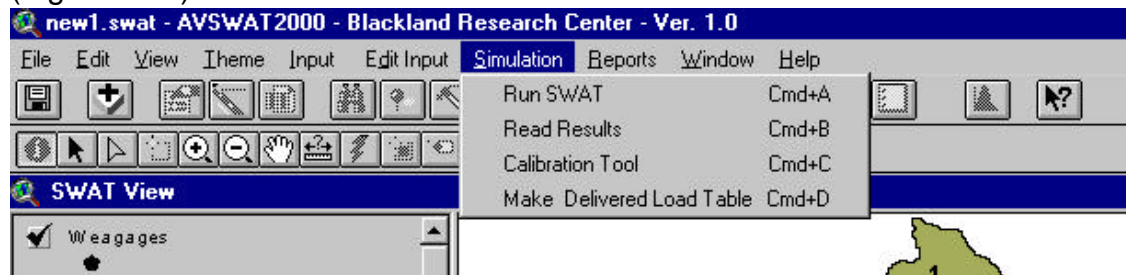 new1.swat - AVSWAT2000 - Blackland Research Center - Ver. 1.0
File Edit View Theme Input Edit Input Simulation Reports Window Help
Run SWAT Cmd+A
Read Results Cmd+B
Calibration Tool Cmd+C
Make Delivered Load Table Cmd+D
SWAT View
Weagages
1